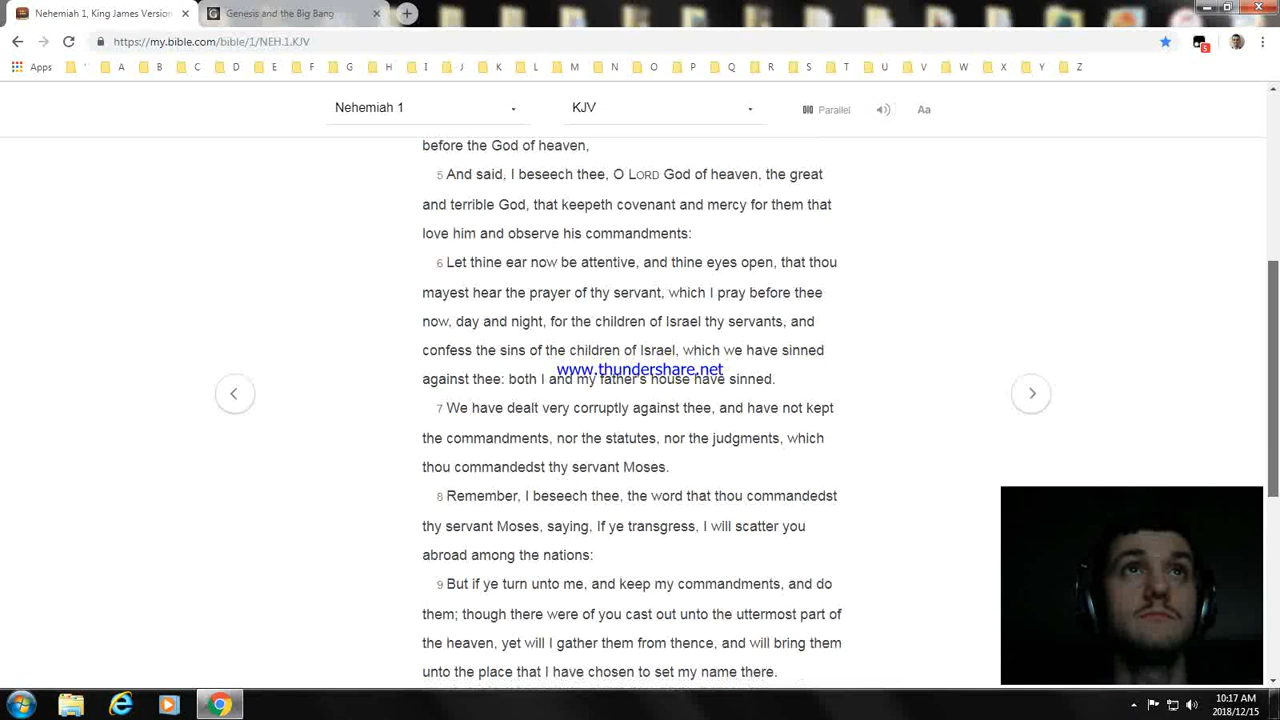 Nehemiah 1, King James Version
Genesis and the Big Bang
https://my.bible.com/bible/1/NEH.1.KJV
Apps ' A B C D E F G H I J K L M N O P Q R S T U V W X Y Z
Nehemiah 1 KJV Parallel Aa
before the God of heaven,
5 And said, I beseech thee, O LORD God of heaven, the great
and terrible God, that keepeth covenant and mercy for them that
love him and observe his commandments:
6 Let thine ear now be attentive, and thine eyes open, that thou
mayest hear the prayer of thy servant, which I pray before thee
now, day and night, for the children of Israel thy servants, and
confess the sins of the children of Israel, which we have sinned
www.thundershare.net
against thee: both I and my father's house have sinned.
7 We have dealt very corruptly against thee, and have not kept
the commandments, nor the statutes, nor the judgments, which
thou commandedst thy servant Moses.
8 Remember, I beseech thee, the word that thou commandedst
thy servant Moses, saying, If ye transgress, I will scatter you
abroad among the nations:
9 But if ye turn unto me, and keep my commandments, and do
them; though there were of you cast out unto the uttermost part of
the heaven, yet will I gather them from thence, and will bring them
unto the place that I have chosen to set my name there.
5
10:17 AM
2018/12/15